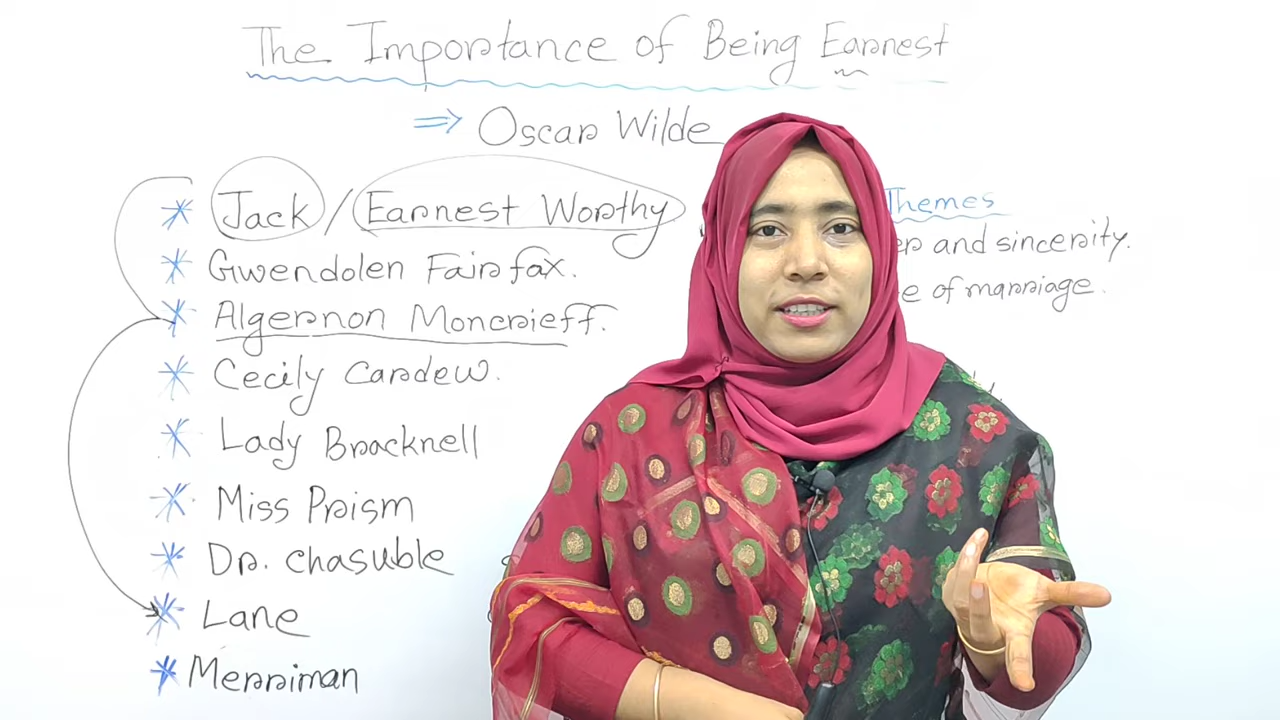 The Importance of Being Earnest
⇒ Oscar Wilde
* Jack / Earnest Worthy
* Gwendolen Fairfax.
* Algernon Moncrieff.
* Cecily Cardew.
* Lady Bracknell
* Miss Prism
* Dr. Chasuble
* Lane
* Merriman
Themes
and sincerity.
of marriage.